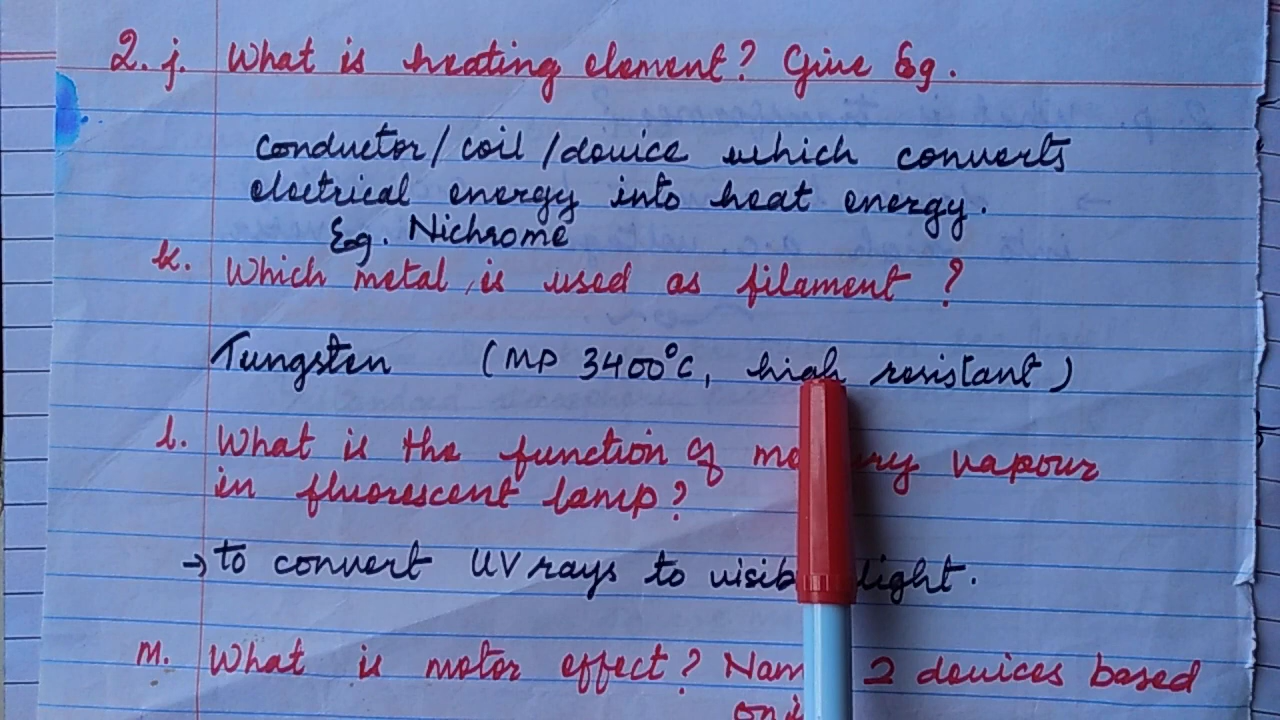 2. j. What is heating element? Give Eg.
conductor/coil/device which converts
electrical energy into heat energy.
Eg. Nichrome
k. Which metal is used as filament ?
Tungsten (MP 3400°C, high resistant)
l. What is the function of vapour
in fluorescent lamp?
→ to convert UV rays to light.
m. What is motor effect? 2 devices based